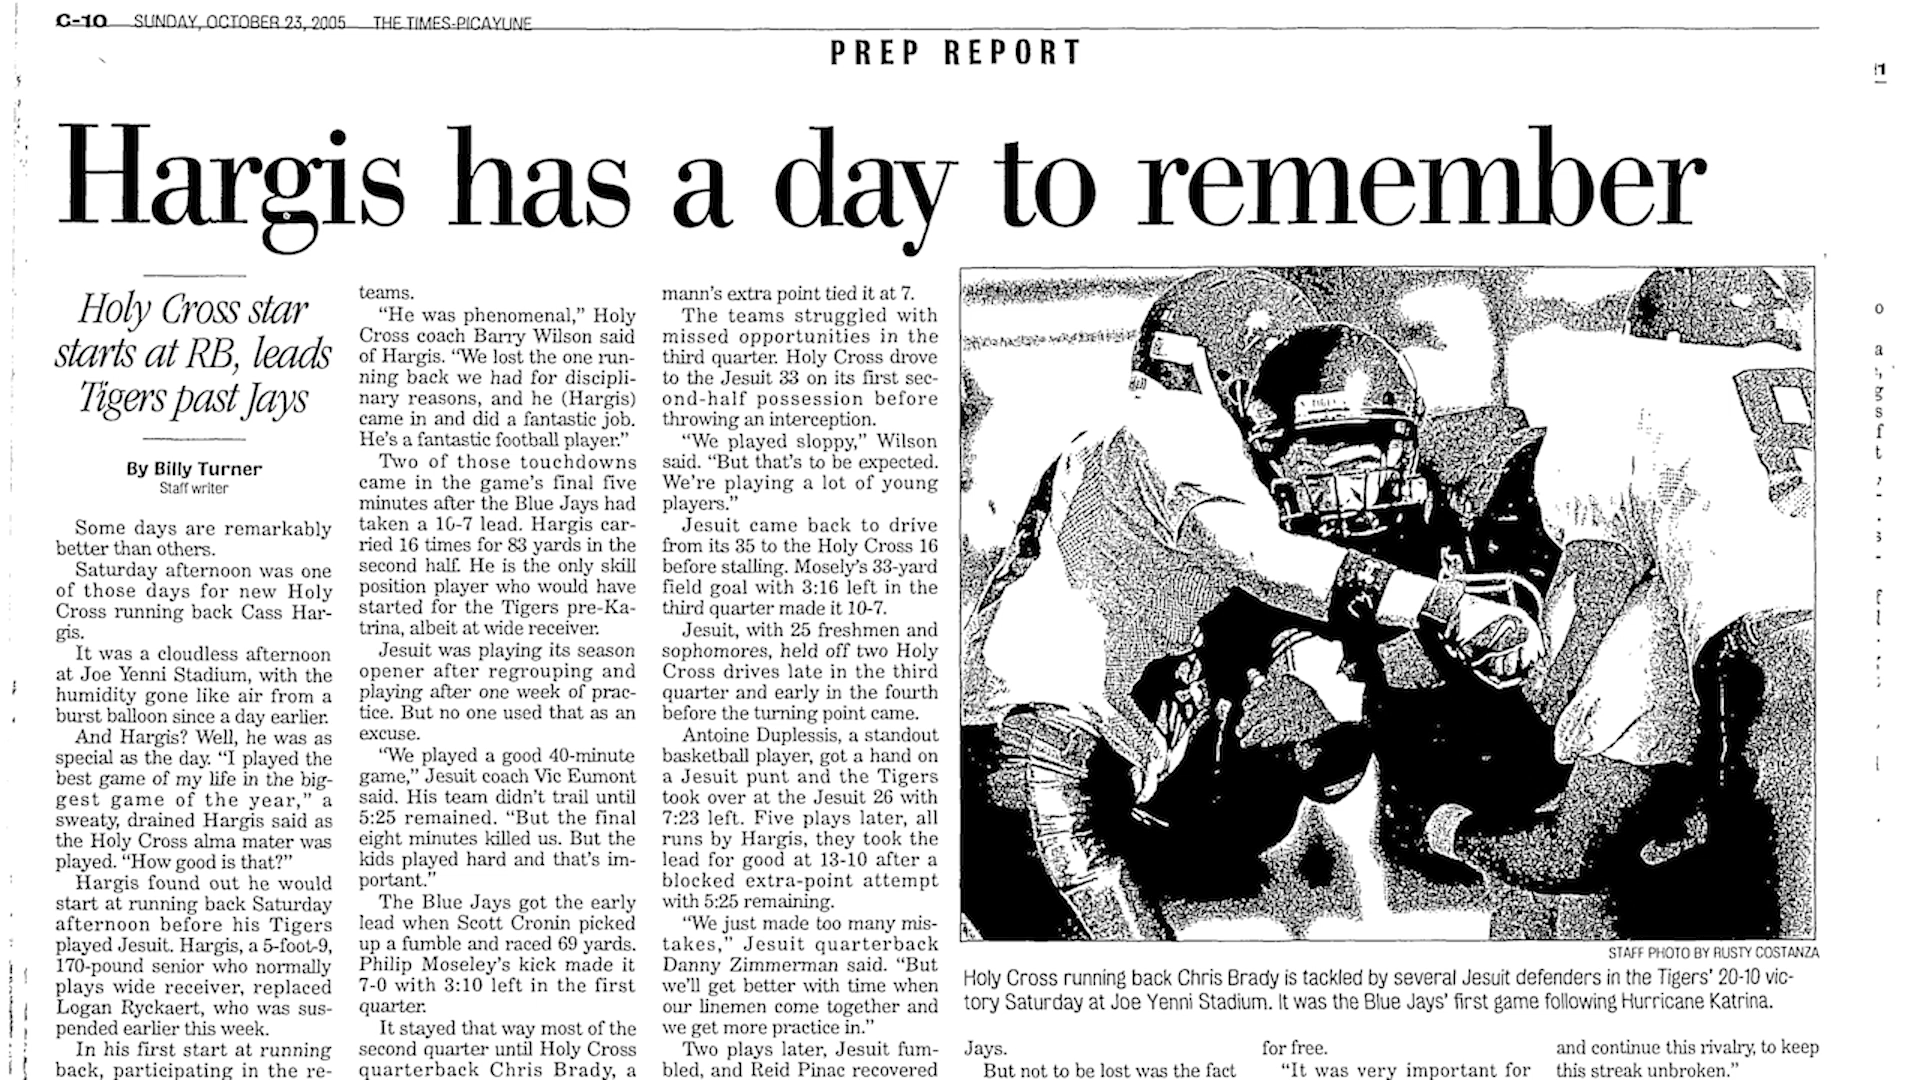 C-10 SUNDAY, OCTOBER 23, 2005 THE TIMES-PICAYUNE
PREP REPORT
Hargis has a day to remember
Holy Cross star
starts at RB, leads
Tigers past Jays
By Billy Turner
Staff writer
Some days are remarkably
better than others.
Saturday afternoon was one
of those days for new Holy
Cross running back Cass Har-
gis.
It was a cloudless afternoon
at Joe Yenni Stadium, with the
humidity gone like air from a
burst balloon since a day earlier.
And Hargis? Well, he was as
special as the day. “I played the
best game of my life in the big-
gest game of the year,” a
sweaty, drained Hargis said as
the Holy Cross alma mater was
played. “How good is that?”
Hargis found out he would
start at running back Saturday
afternoon before his Tigers
played Jesuit. Hargis, a 5-foot-9,
170-pound senior who normally
plays wide receiver, replaced
Logan Ryckaert, who was sus-
pended earlier this week.
In his first start at running
back, participating in the re-
teams.
“He was phenomenal,” Holy
Cross coach Barry Wilson said
of Hargis. “We lost the one run-
ning back we had for discipli-
nary reasons, and he (Hargis)
came in and did a fantastic job.
He’s a fantastic football player.”
Two of those touchdowns
came in the game’s final five
minutes after the Blue Jays had
taken a 10-7 lead. Hargis car-
ried 16 times for 83 yards in the
second half. He is the only skill
position player who would have
started for the Tigers pre-Ka-
trina, albeit at wide receiver.
Jesuit was playing its season
opener after regrouping and
playing after one week of prac-
tice. But no one used that as an
excuse.
“We played a good 40-minute
game,” Jesuit coach Vic Eumont
said. His team didn’t trail until
5:25 remained. “But the final
eight minutes killed us. But the
kids played hard and that’s im-
portant.”
The Blue Jays got the early
lead when Scott Cronin picked
up a fumble and raced 69 yards.
Philip Moseley’s kick made it
7-0 with 3:10 left in the first
quarter.
It stayed that way most of the
second quarter until Holy Cross
quarterback Chris Brady, a
mann’s extra point tied it at 7.
The teams struggled with
missed opportunities in the
third quarter. Holy Cross drove
to the Jesuit 33 on its first sec-
ond-half possession before
throwing an interception.
“We played sloppy,” Wilson
said. “But that’s to be expected.
We’re playing a lot of young
players.”
Jesuit came back to drive
from its 35 to the Holy Cross 16
before stalling. Mosely’s 33-yard
field goal with 3:16 left in the
third quarter made it 10-7.
Jesuit, with 25 freshmen and
sophomores, held off two Holy
Cross drives late in the third
quarter and early in the fourth
before the turning point came.
Antoine Duplessis, a standout
basketball player, got a hand on
a Jesuit punt and the Tigers
took over at the Jesuit 26 with
7:23 left. Five plays later, all
runs by Hargis, they took the
lead for good at 13-10 after a
blocked extra-point attempt
with 5:25 remaining.
“We just made too many mis-
takes,” Jesuit quarterback
Danny Zimmerman said. “But
we’ll get better with time when
our linemen come together and
we get more practice in.”
Two plays later, Jesuit fum-
bled, and Reid Pinac recovered
STAFF PHOTO BY RUSTY COSTANZA
Holy Cross running back Chris Brady is tackled by several Jesuit defenders in the Tigers’ 20-10 vic-
tory Saturday at Joe Yenni Stadium. It was the Blue Jays’ first game following Hurricane Katrina.
Jays.
But not to be lost was the fact
for free.
“It was very important for
and continue this rivalry, to keep
this streak unbroken.”